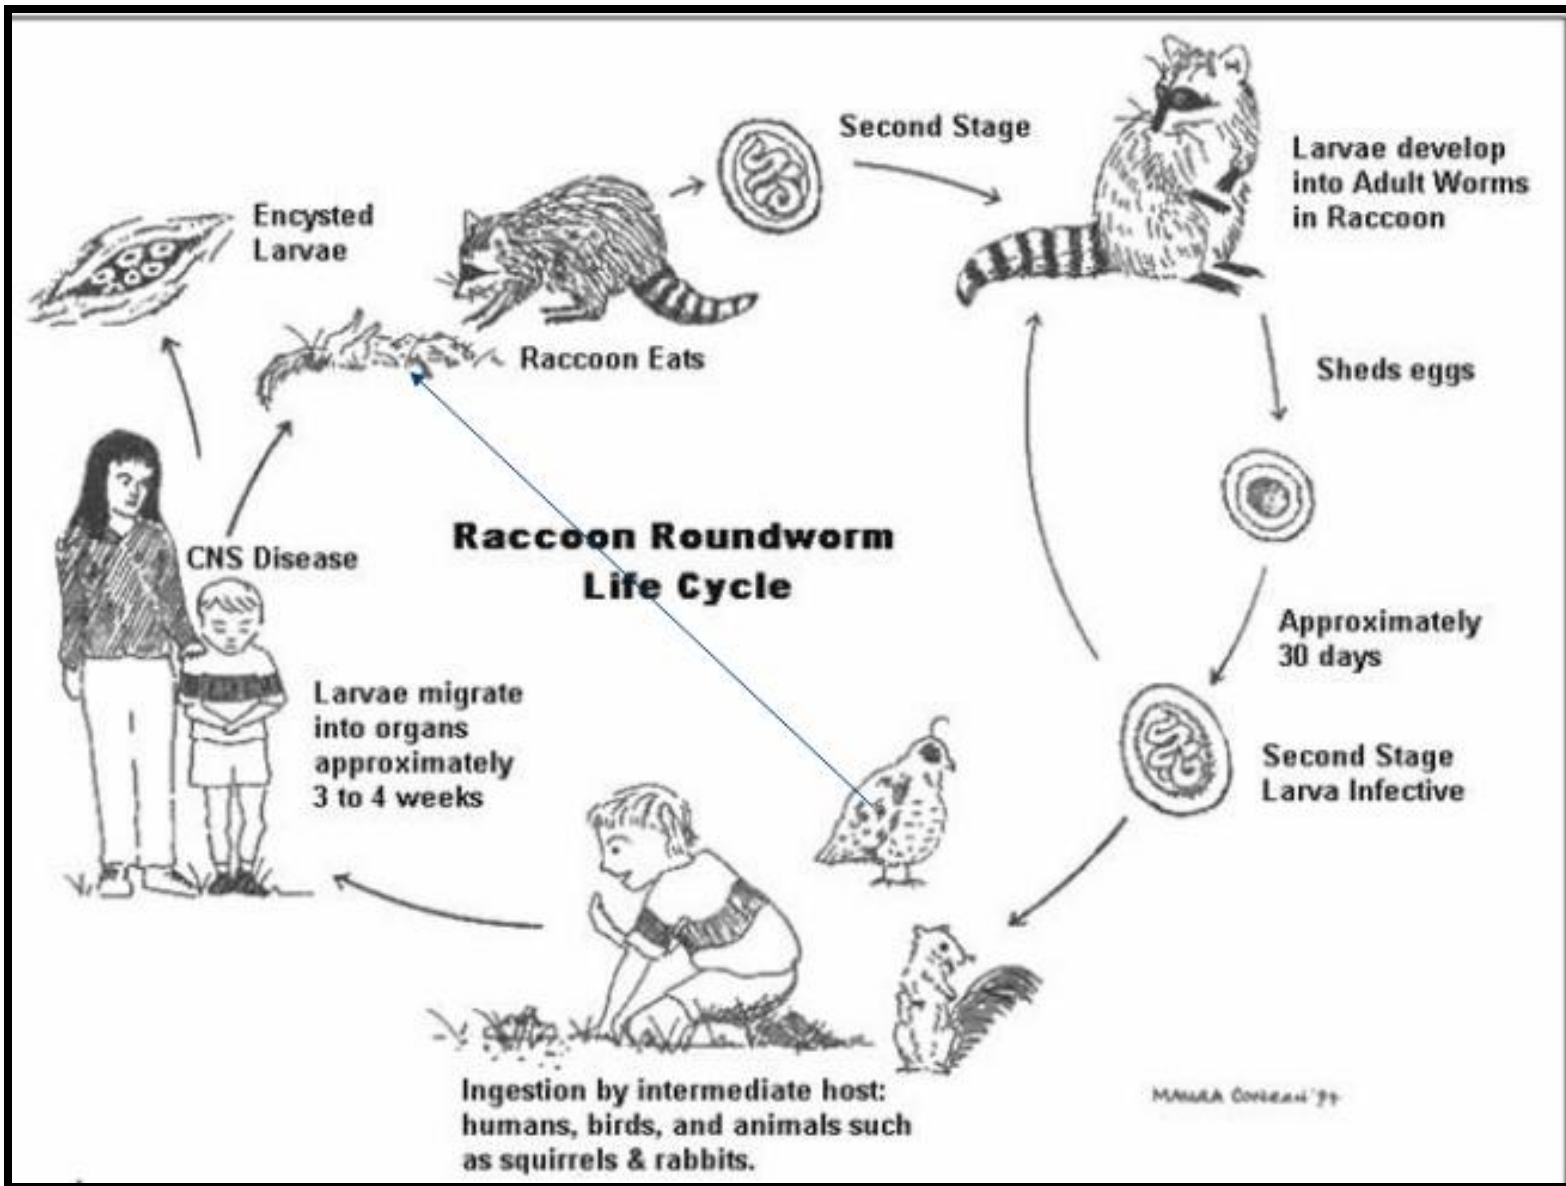 Second Stage
Larvae develop
into Adult Worms
in Raccoon
Encysted
Larvae
Raccoon Eats
Sheds eggs
Raccoon Roundworm
Life Cycle
CNS Disease
Approximately
30 days
Larvae migrate
into organs
approximately
3 to 4 weeks
Second Stage
Larva Infective
Ingestion by intermediate host:
humans, birds, and animals such
as squirrels & rabbits.
MAURA